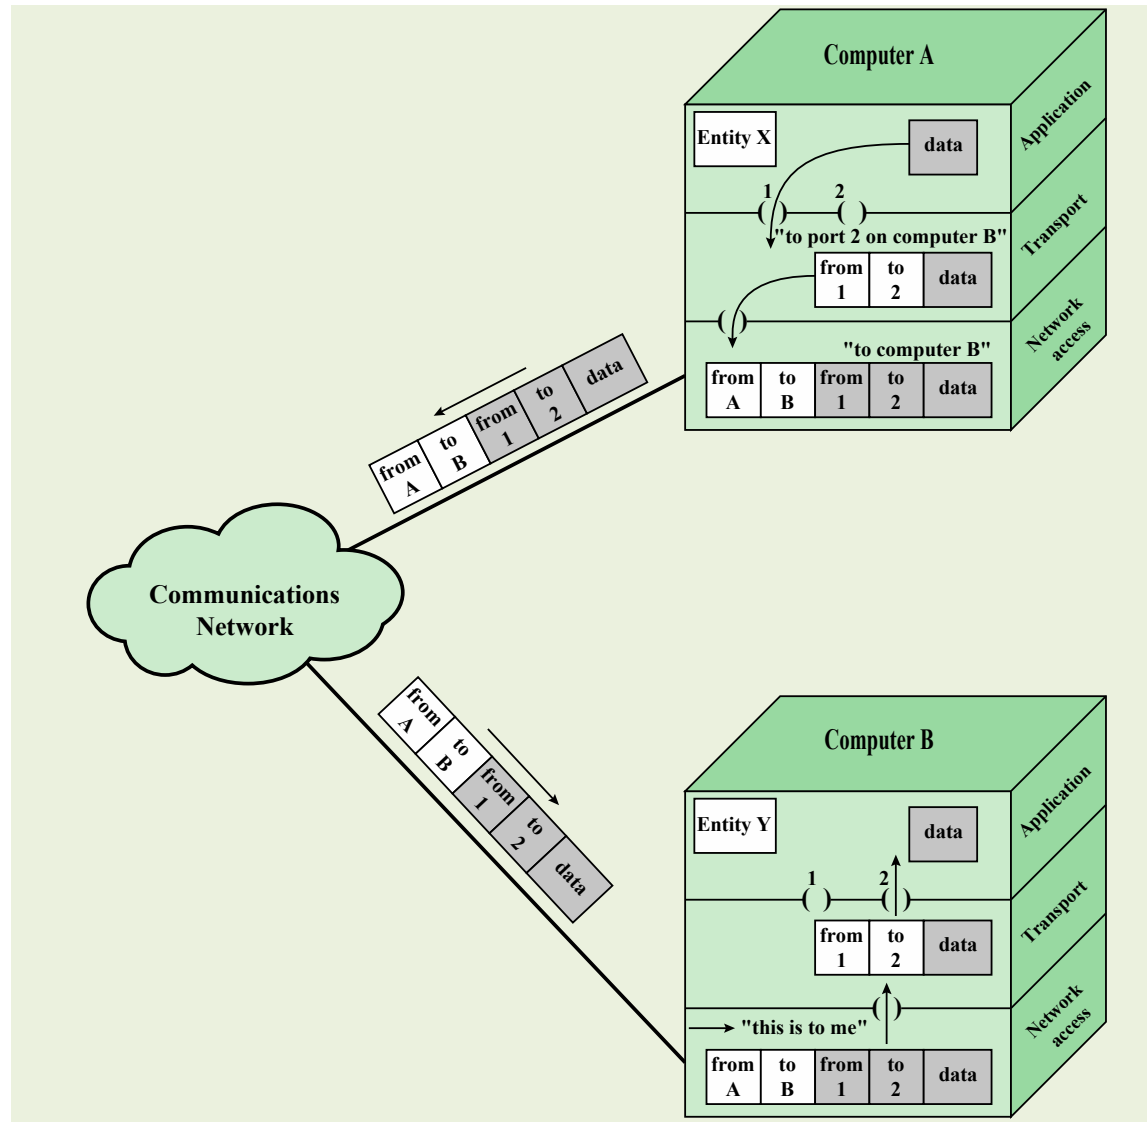 Computer A
Application
Entity X
data
1
2
Transport
"to port 2 on computer B"
from
1
to
2
data
Network
access
"to computer B"
from
A
to
B
from
1
to
2
data
from
A
to
B
from
1
to
2
data
Communications
Network
from
A
to
B
from
1
to
2
data
Computer B
Application
Entity Y
data
1
2
Transport
from
1
to
2
data
Network
access
"this is to me"
from
A
to
B
from
1
to
2
data